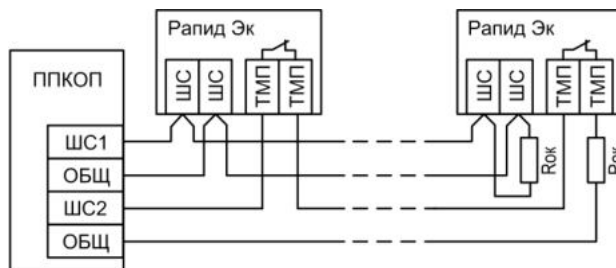 Рапид Эк
ШС
ШС
ТМП
ТМП
Рапид Эк
ШС
ШС
ТМП
ТМП
ППКОП
ШС1
ОБЩ
ШС2
ОБЩ
Rок
Rок